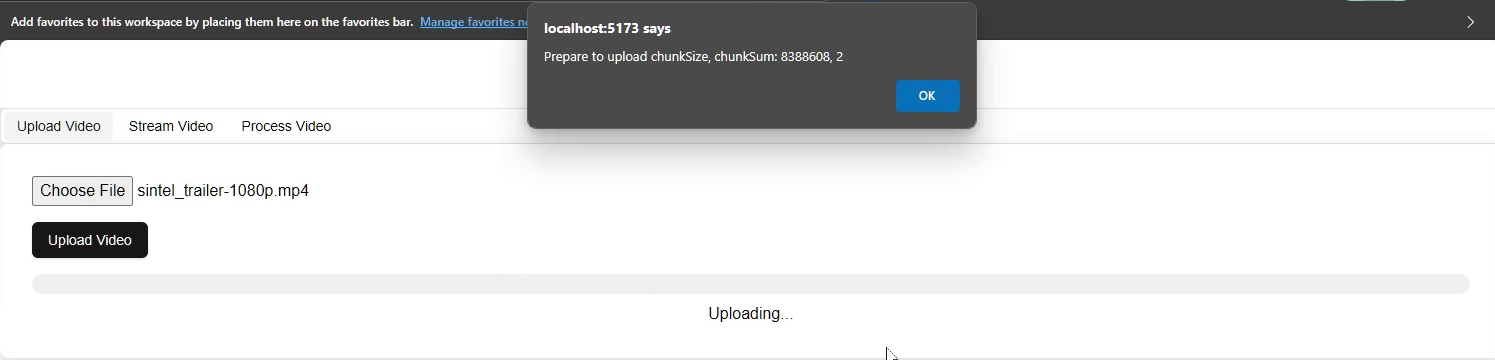 Add favorites to this workspace by placing them here on the favorites bar. Manage favorites
localhost:5173 says
Prepare to upload chunkSize, chunkSum: 8388608, 2
OK
Upload Video Stream Video Process Video
Choose File sintel_trailer-1080p.mp4
Upload Video
Uploading...